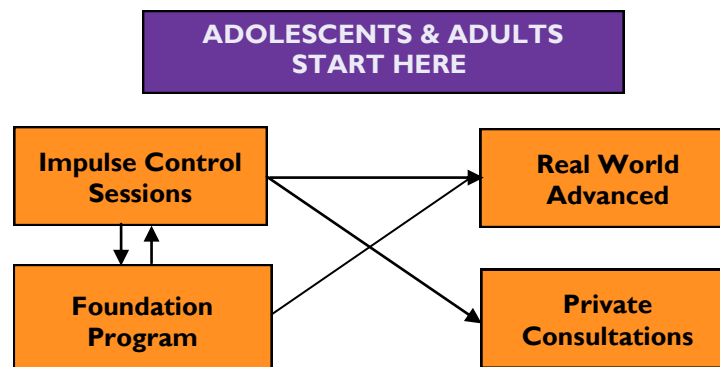 ADOLESCENTS & ADULTS
START HERE
Impulse Control
Sessions
Real World
Advanced
Foundation
Program
Private
Consultations